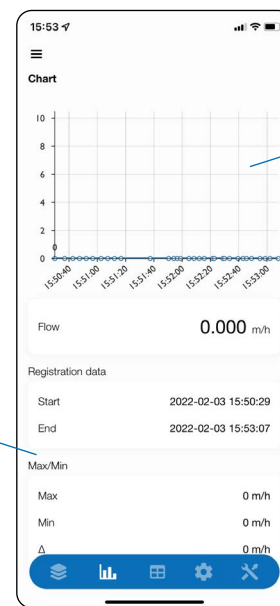 15:53
Chart
10
8
6
4
2
0
0
15:50:40 15:51:00 15:51:20 15:51:40 15:52:00 15:52:20 15:52:40 15:53:00
Flow 0.000 m/h
Registration data
Start 2022-02-03 15:50:29
End 2022-02-03 15:53:07
Max/Min
Max 0 m/h
Min 0 m/h
Δ 0 m/h